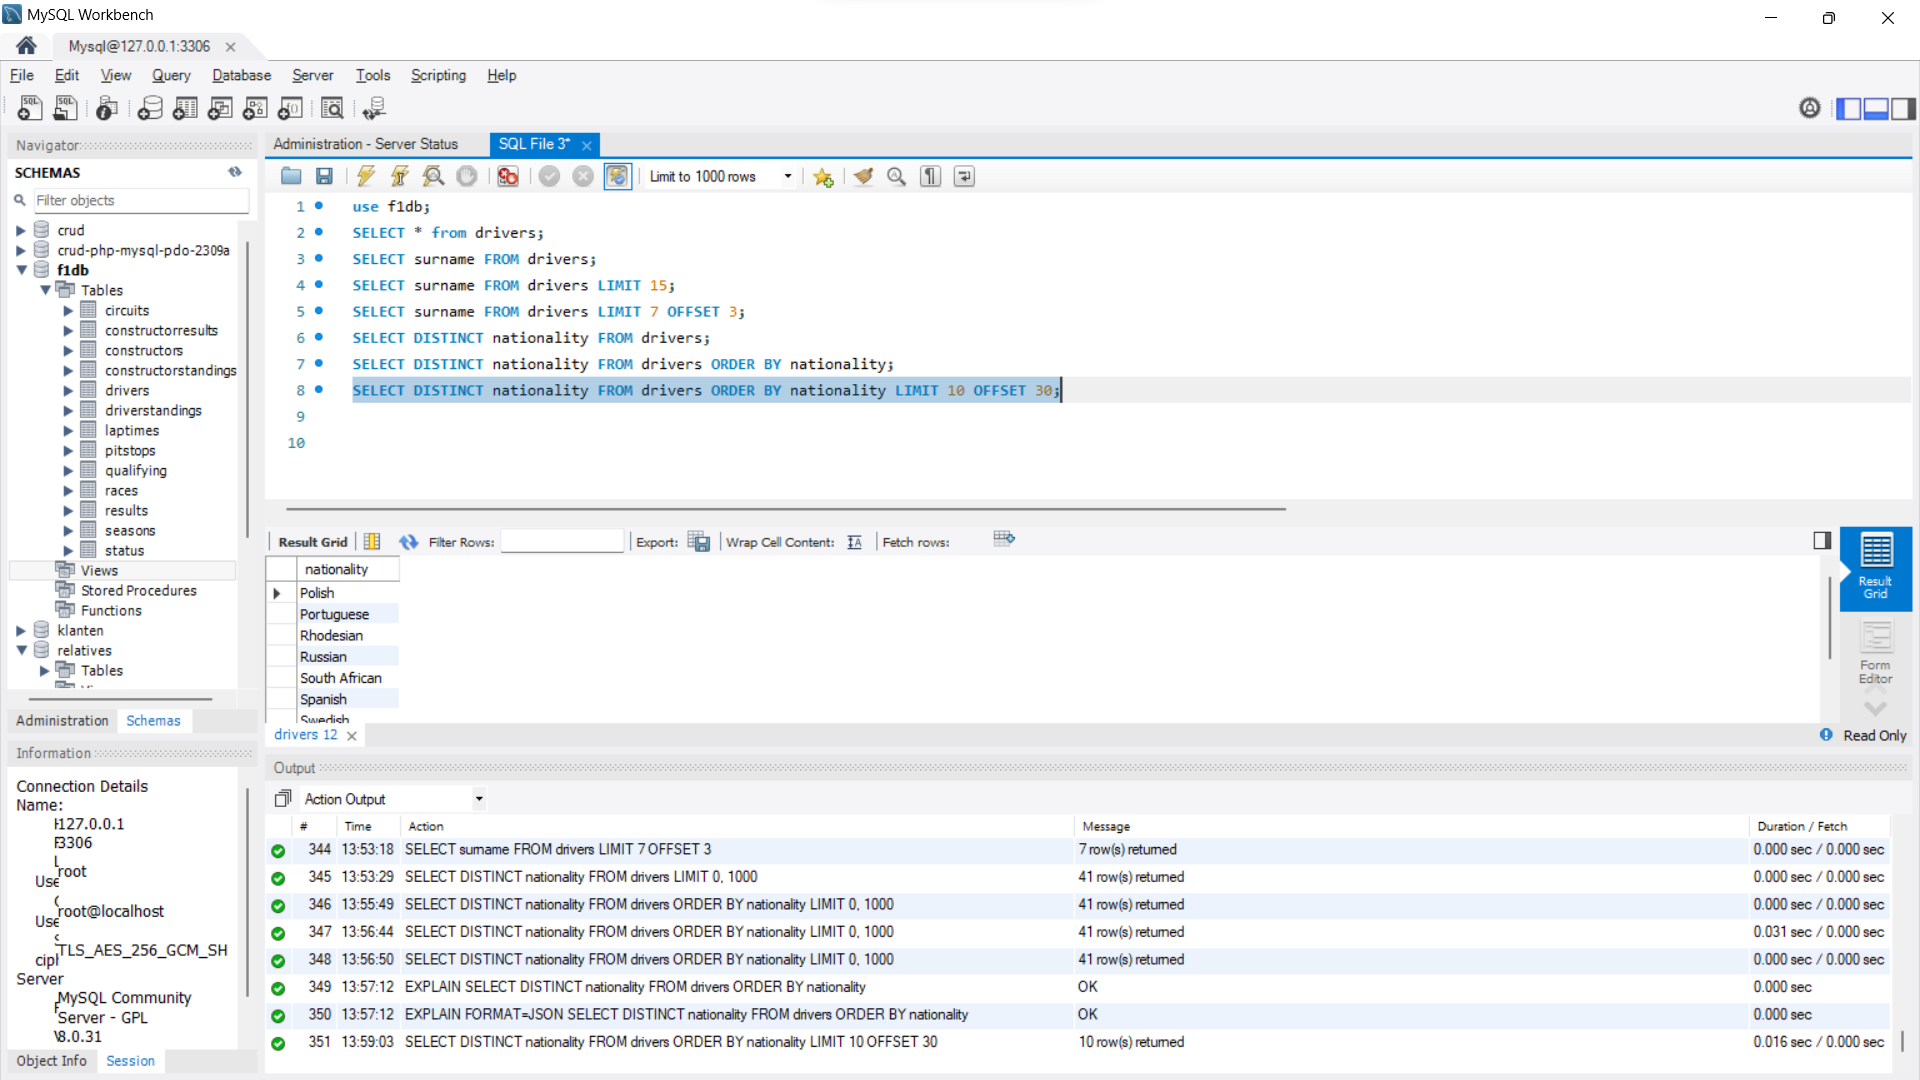 MySQL Workbench
Mysql@127.0.0.1:3306
File Edit View Query Database Server Tools Scripting Help
Navigator
SCHEMAS
Filter objects
crud
crud-php-mysql-pdo-2309a
f1db
Tables
circuits
constructorresults
constructors
constructorstandings
drivers
driverstandings
laptimes
pitstops
qualifying
races
results
seasons
status
Views
Stored Procedures
Functions
klanten
relatives
Tables
Administration Schemas
Information
Connection Details
Name:
127.0.0.1
3306
root
Use
root@localhost
Use
TLS_AES_256_GCM_SH
ciph
Server
MySQL Community
Server - GPL
8.0.31
Object Info Session
Administration - Server Status SQL File 3*
Limit to 1000 rows
1 use f1db;
2 SELECT * from drivers;
3 SELECT surname FROM drivers;
4 SELECT surname FROM drivers LIMIT 15;
5 SELECT surname FROM drivers LIMIT 7 OFFSET 3;
6 SELECT DISTINCT nationality FROM drivers;
7 SELECT DISTINCT nationality FROM drivers ORDER BY nationality;
8 SELECT DISTINCT nationality FROM drivers ORDER BY nationality LIMIT 10 OFFSET 30;
9
10
Result Grid Filter Rows: Export: Wrap Cell Content: Fetch rows:
nationality
Polish
Portuguese
Rhodesian
Russian
South African
Spanish
Swedish
Result
Grid
Form
Editor
drivers 12
Read Only
Output
Action Output
# Time Action Message Duration / Fetch
344 13:53:18 SELECT surname FROM drivers LIMIT 7 OFFSET 3 7 row(s) returned 0.000 sec / 0.000 sec
345 13:53:29 SELECT DISTINCT nationality FROM drivers LIMIT 0, 1000 41 row(s) returned 0.000 sec / 0.000 sec
346 13:55:49 SELECT DISTINCT nationality FROM drivers ORDER BY nationality LIMIT 0, 1000 41 row(s) returned 0.000 sec / 0.000 sec
347 13:56:44 SELECT DISTINCT nationality FROM drivers ORDER BY nationality LIMIT 0, 1000 41 row(s) returned 0.031 sec / 0.000 sec
348 13:56:50 SELECT DISTINCT nationality FROM drivers ORDER BY nationality LIMIT 0, 1000 41 row(s) returned 0.000 sec / 0.000 sec
349 13:57:12 EXPLAIN SELECT DISTINCT nationality FROM drivers ORDER BY nationality OK 0.000 sec
350 13:57:12 EXPLAIN FORMAT=JSON SELECT DISTINCT nationality FROM drivers ORDER BY nationality OK 0.000 sec
351 13:59:03 SELECT DISTINCT nationality FROM drivers ORDER BY nationality LIMIT 10 OFFSET 30 10 row(s) returned 0.016 sec / 0.000 sec